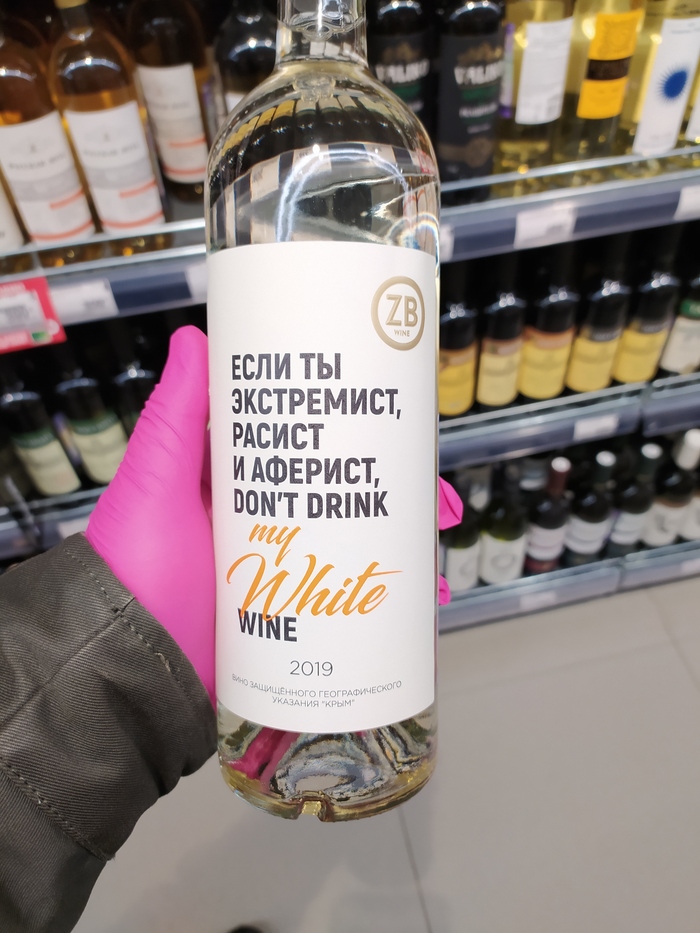 ZB
WINE
ЕСЛИ ТЫ
ЭКСТРЕМИСТ,
РАСИСТ
И АФЕРИСТ,
DON'T DRINK
my
White
WINE
2019
ВИНО ЗАЩИЩЁННОГО ГЕОГРАФИЧЕСКОГО
УКАЗАНИЯ "КРЫМ"